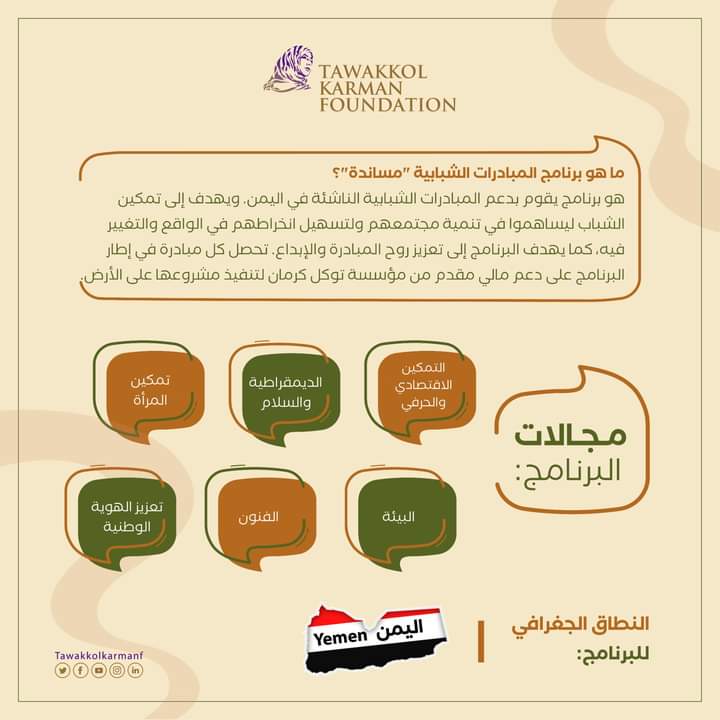 TAWAKKOL
KARMAN
FOUNDATION
ما هو برنامج المبادرات الشبابية "مساندة"؟
هو برنامج يقوم بدعم المبادرات الشبابية الناشئة في اليمن. ويهدف إلى تمكين
الشباب ليساهموا في تنمية مجتمعهم ولتسهيل انخراطهم في الواقع والتغيير
فيه، كما يهدف البرنامج إلى تعزيز روح المبادرة والإبداع. تحصل كل مبادرة في إطار
البرنامج على دعم مالي مقدم من مؤسسة توكل كرمان لتنفيذ مشروعها على الأرض.
مجالات
البرنامج:
التمكين
الاقتصادي
والحرفي
الديمقراطية
والسلام
تمكين
المرأة
البيئة
الفنون
تعزيز الهوية
الوطنية
النطاق الجغرافي
للبرنامج:
اليمن Yemen
Tawakkolkarmanf